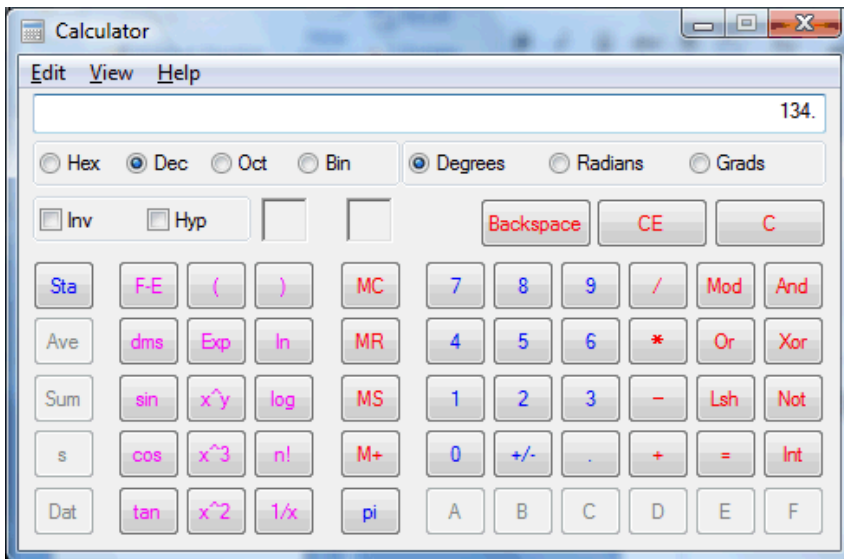 Calculator
Edit View Help
134.
Hex Dec Oct Bin Degrees Radians Grads
Inv Hyp Backspace CE C
Sta F-E ( ) MC 7 8 9 / Mod And
Ave dms Exp ln MR 4 5 6 * Or Xor
Sum sin x^y log MS 1 2 3 - Lsh Not
s cos x^3 n! M+ 0 +/- . + = Int
Dat tan x^2 1/x pi A B C D E F